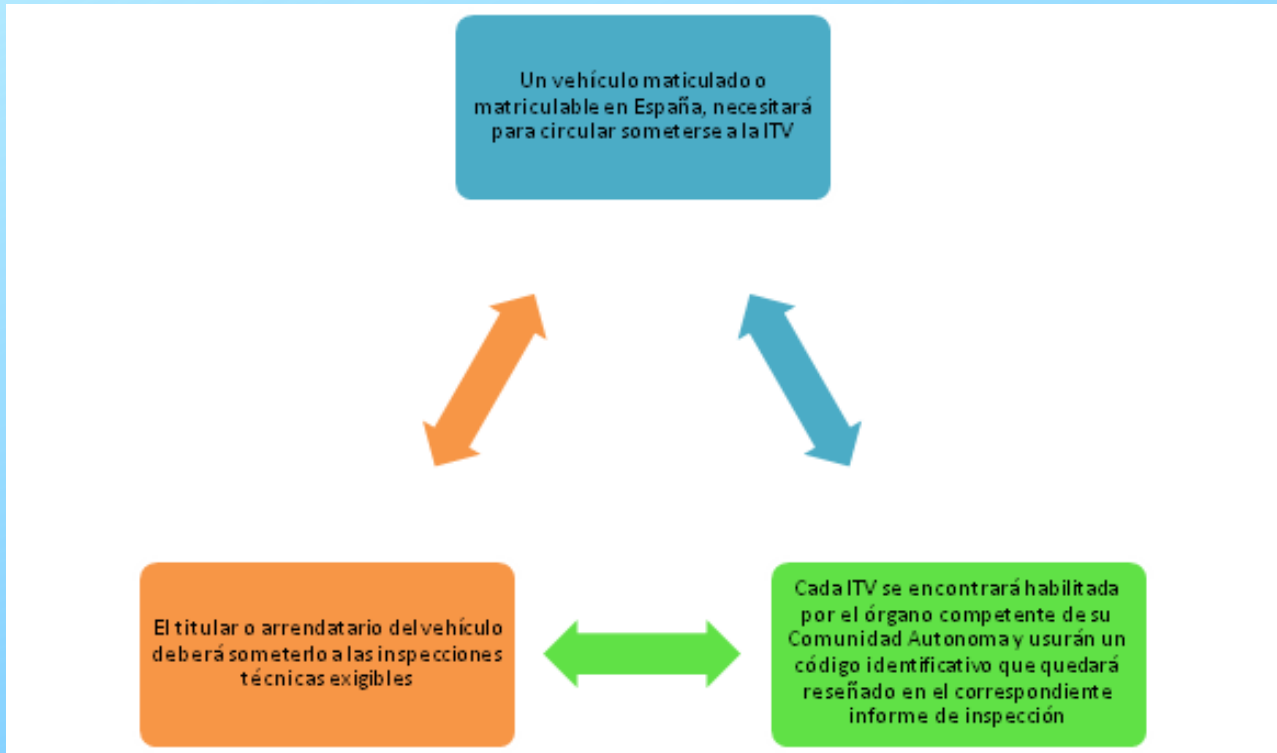 Un vehículo maticulado o
matriculable en España, necesitará
para circular someterse a la ITV
El titular o arrendatario del vehículo
deberá someterlo a las inspecciones
técnicas exigibles
Cada ITV se encontrará habilitada
por el órgano competente de su
Comunidad Autonoma y usurán un
código identificativo que quedará
reseñado en el correspondiente
informe de inspección